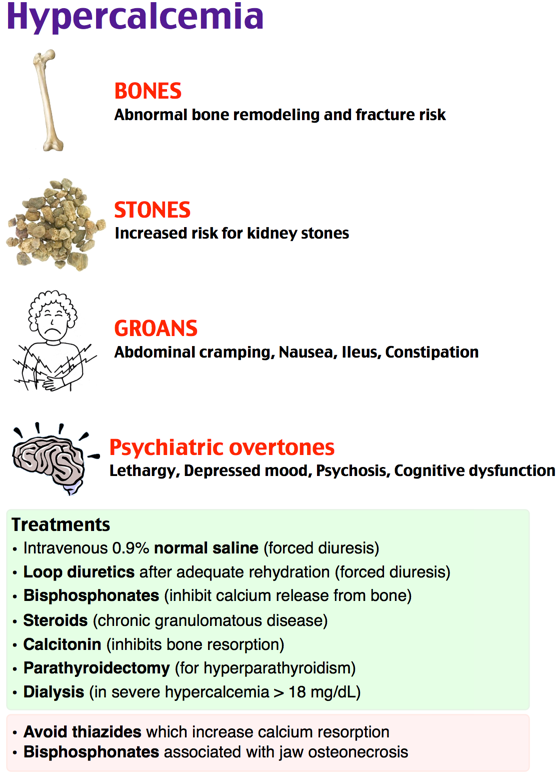 Hypercalcemia
BONES
Abnormal bone remodeling and fracture risk
STONES
Increased risk for kidney stones
GROANS
Abdominal cramping, Nausea, Ileus, Constipation
Psychiatric overtones
Lethargy, Depressed mood, Psychosis, Cognitive dysfunction
Treatments
• Intravenous 0.9% normal saline (forced diuresis)
• Loop diuretics after adequate rehydration (forced diuresis)
• Bisphosphonates (inhibit calcium release from bone)
• Steroids (chronic granulomatous disease)
• Calcitonin (inhibits bone resorption)
• Parathyroidectomy (for hyperparathyroidism)
• Dialysis (in severe hypercalcemia > 18 mg/dL)
• Avoid thiazides which increase calcium resorption
• Bisphosphonates associated with jaw osteonecrosis